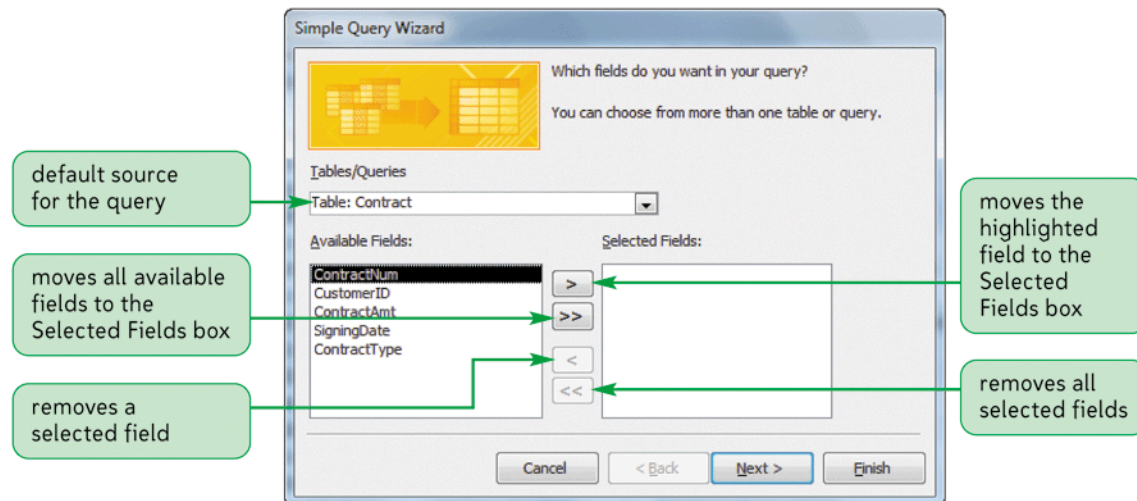 Simple Query Wizard
Which fields do you want in your query?
You can choose from more than one table or query.
default source
for the query
Tables/Queries
Table: Contract
moves the
highlighted
field to the
Selected
Fields box
Available Fields:
Selected Fields:
moves all available
fields to the
Selected Fields box
ContractNum
CustomerID
ContractAmt
SigningDate
ContractType
>
>>
<
<<
removes a
selected field
removes all
selected fields
Cancel
< Back
Next >
Finish